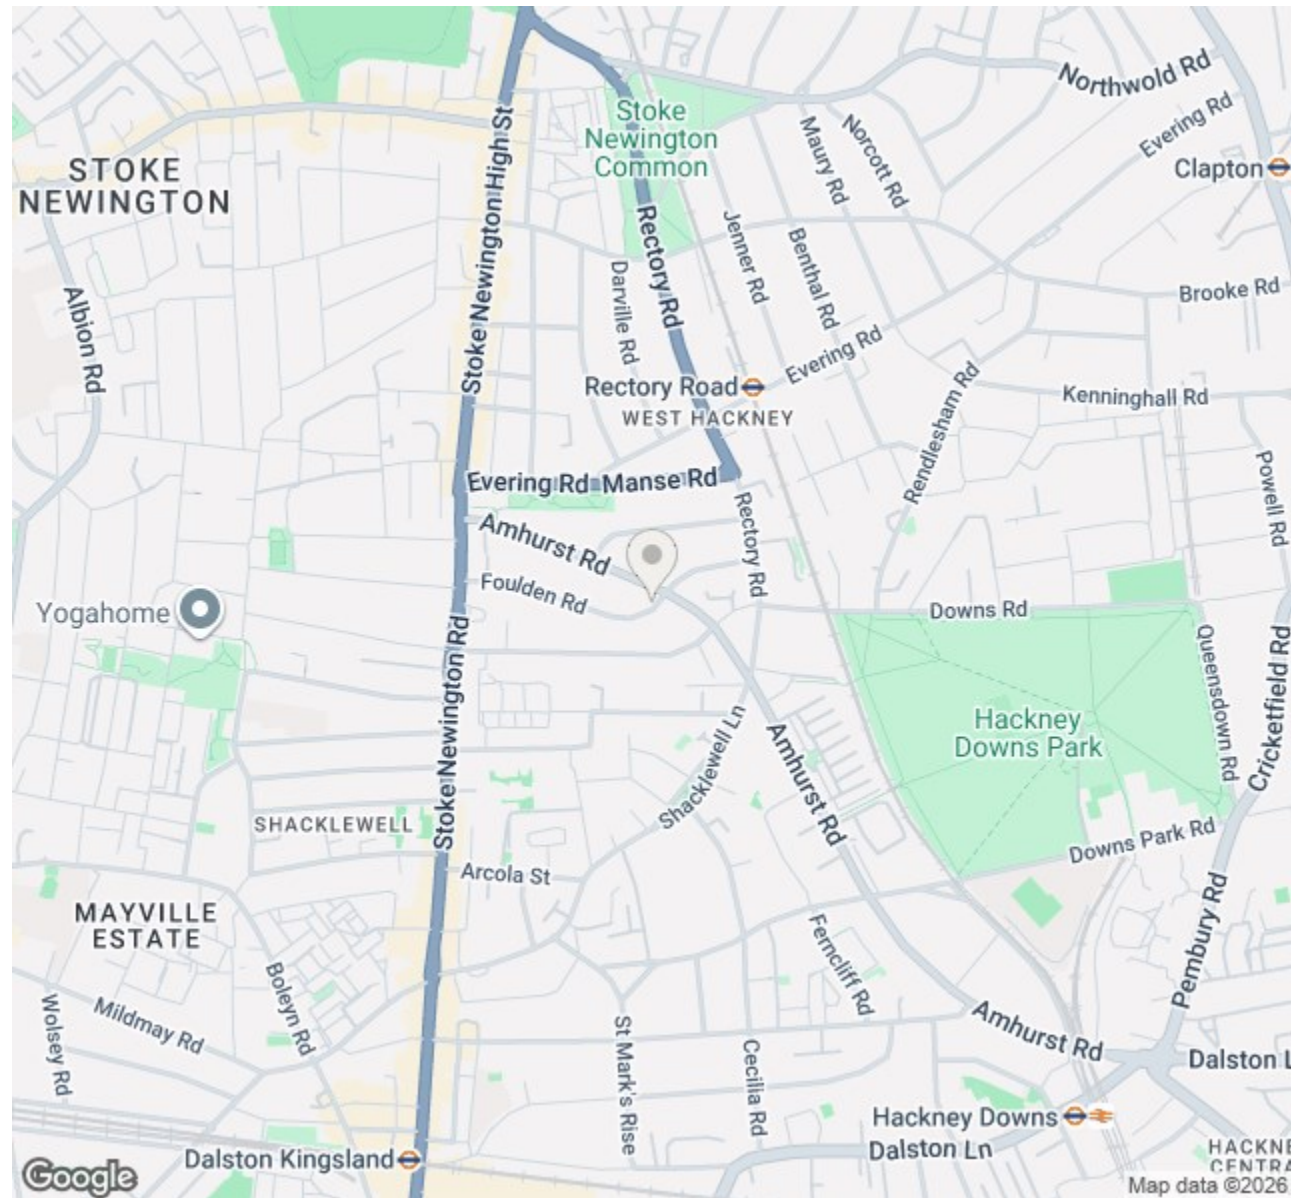 Northwold Rd
Stoke
Newington
Common
Maury Rd
Norcott Rd
Evering Rd
Clapton
STOKE
NEWINGTON
Stoke Newington High St
Rectory Rd
Jenner Rd
Benthal Rd
Darville Rd
Albion Rd
Brooke Rd
Evering Rd
Rectory Road
WEST HACKNEY
Rendlesham Rd
Kenninghall Rd
Powell Rd
Evering Rd
Manse Rd
Rectory Rd
Amhurst Rd
Foulden Rd
Yogahome
Downs Rd
Stoke Newington Rd
Queensdown Rd
Cricketfield Rd
Hackney
Downs Park
Shacklewell Ln
Amhurst Rd
SHACKLEWELL
Downs Park Rd
Arcola St
MAYVILLE
ESTATE
Ferncliff Rd
Pembury Rd
Boleyn Rd
Mildmay Rd
Wolsey Rd
St Mark's Rise
Cecilia Rd
Amhurst Rd
Dalston L
Hackney Downs
Dalston Ln
Dalston Kingsland
HACKNE
CENTRA
Google
Map data ©2026